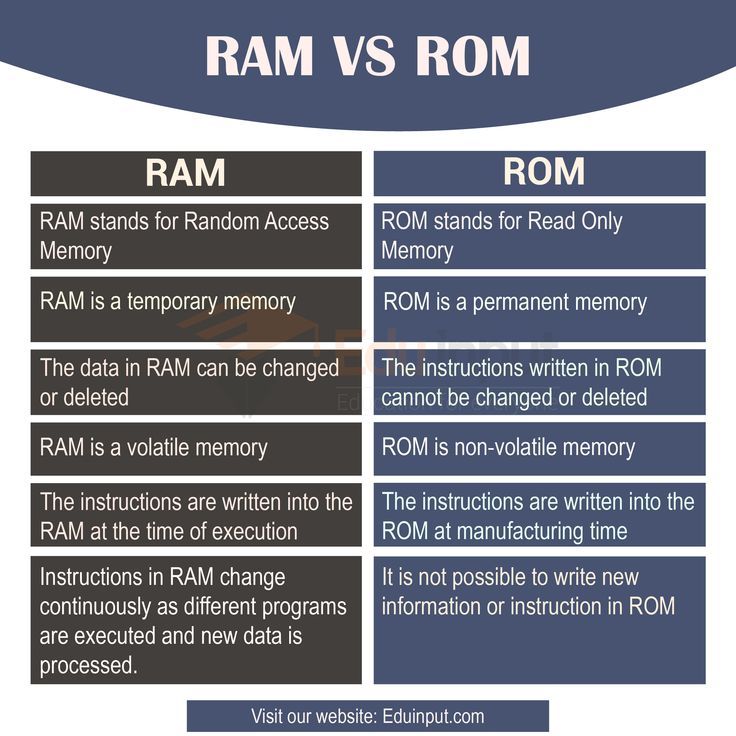 RAM VS ROM
RAM
ROM
RAM stands for Random Access
Memory
ROM stands for Read Only
Memory
RAM is a temporary memory
ROM is a permanent memory
The data in RAM can be changed
or deleted
The instructions written in ROM
cannot be changed or deleted
RAM is a volatile memory
ROM is non-volatile memory
The instructions are written into the
RAM at the time of execution
The instructions are written into the
ROM at manufacturing time
Instructions in RAM change
continuously as different programs
are executed and new data is
processed.
It is not possible to write new
information or instruction in ROM
EduInput
Education for everyone
Visit our website: Eduinput.com